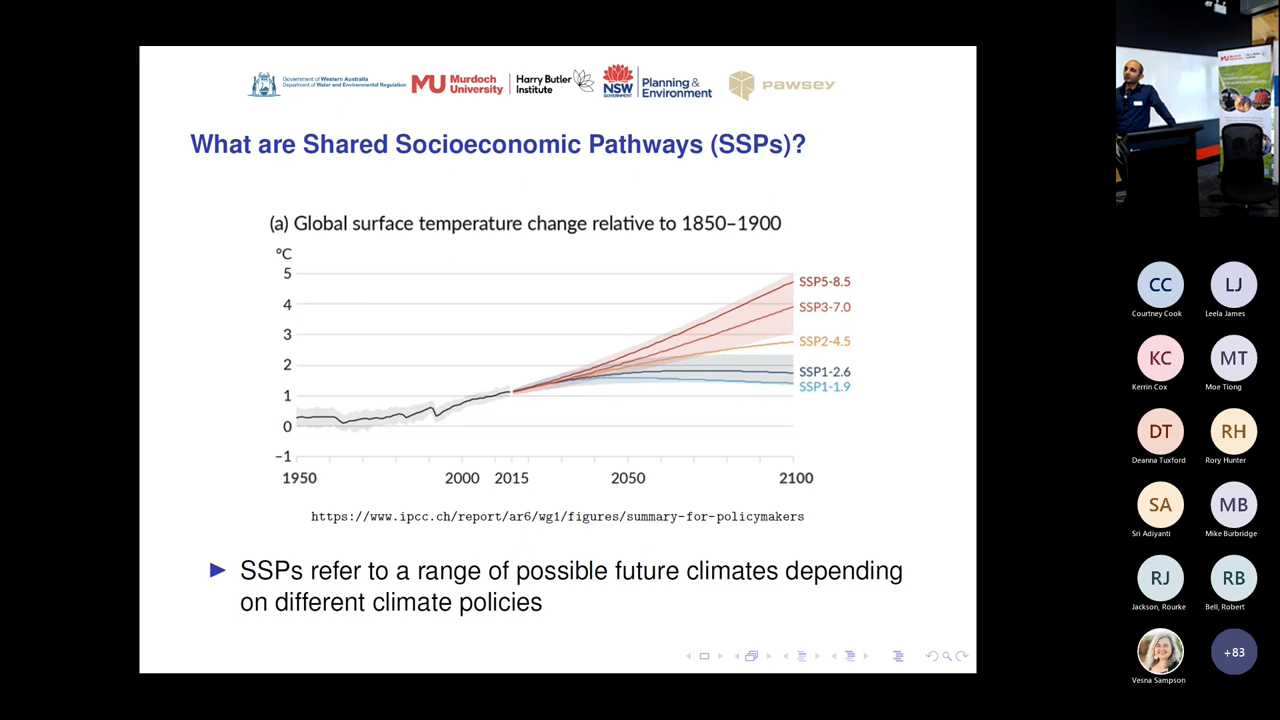 Government of Western Australia
Department of Water and Environmental Regulation
MU Murdoch University
Harry Butler Institute
NSW GOVERNMENT
Planning & Environment
PAWSEY
What are Shared Socioeconomic Pathways (SSPs)?
(a) Global surface temperature change relative to 1850–1900
°C
5
4
3
2
1
0
−1
SSP5-8.5
SSP3-7.0
SSP2-4.5
SSP1-2.6
SSP1-1.9
1950 2000 2015 2050 2100
https://www.ipcc.ch/report/ar6/wg1/figures/summary-for-policymakers
SSPs refer to a range of possible future climates depending
on different climate policies
CC LJ
Courtney Cook Leela James
KC MT
Kerrin Cox Moe Tiong
DT RH
Deanna Tuxford Rory Hunter
SA MB
Sri Adiyanti Mike Burbridge
RJ RB
Jackson, Rourke Bell, Robert
+83
Vesna Sampson